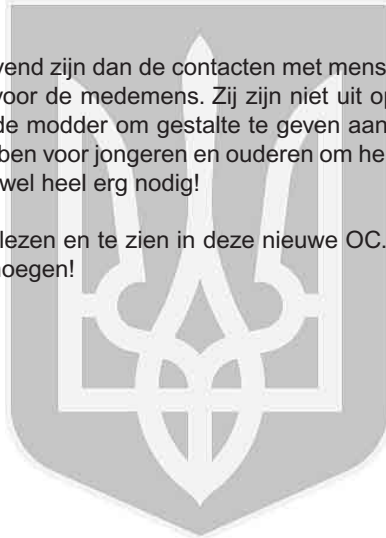 vend zijn dan de contacten met mens
voor de medemens. Zij zijn niet uit op
de modder om gestalte te geven aan
ben voor jongeren en ouderen om he
wel heel erg nodig!
lezen en te zien in deze nieuwe OC.
noegen!